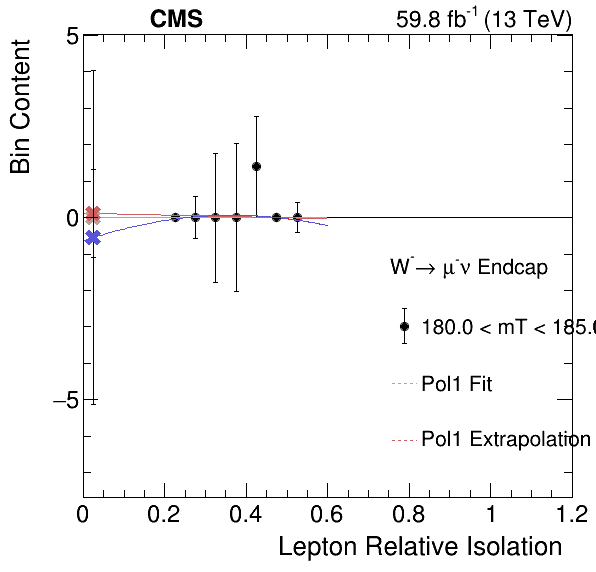 CMS 59.8 fb⁻¹ (13 TeV)
Bin Content
5
0
−5
W⁻→ μ⁻ν Endcap
180.0 < mT < 185.0
Pol1 Fit
Pol1 Extrapolation
0 0.2 0.4 0.6 0.8 1 1.2
Lepton Relative Isolation